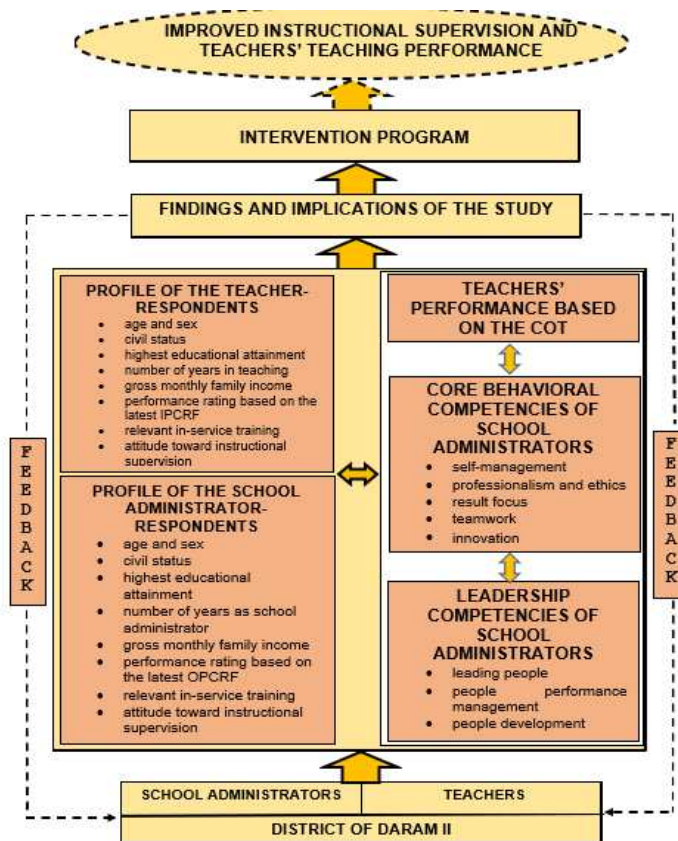 IMPROVED INSTRUCTIONAL SUPERVISION AND
TEACHERS' TEACHING PERFORMANCE
INTERVENTION PROGRAM
FINDINGS AND IMPLICATIONS OF THE STUDY
PROFILE OF THE TEACHER-
RESPONDENTS
• age and sex
• civil status
• highest educational attainment
• number of years in teaching
• gross monthly family income
• performance rating based on the
latest IPCRF
• relevant in-service training
• attitude toward instructional
supervision
PROFILE OF THE SCHOOL
ADMINISTRATOR-
RESPONDENTS
• age and sex
• civil status
• highest educational
attainment
• number of years as school
administrator
• gross monthly family income
• performance rating based on
the latest OPCRF
• relevant in-service training
• attitude toward instructional
supervision
TEACHERS'
PERFORMANCE BASED
ON THE COT
CORE BEHAVIORAL
COMPETENCIES OF
SCHOOL
ADMINISTRATORS
• self-management
• professionalism and ethics
• result focus
• teamwork
• innovation
LEADERSHIP
COMPETENCIES OF
SCHOOL
ADMINISTRATORS
• leading people
• people performance
management
• people development
FEEDBACK
FEEDBACK
SCHOOL ADMINISTRATORS
TEACHERS
DISTRICT OF DARAM II